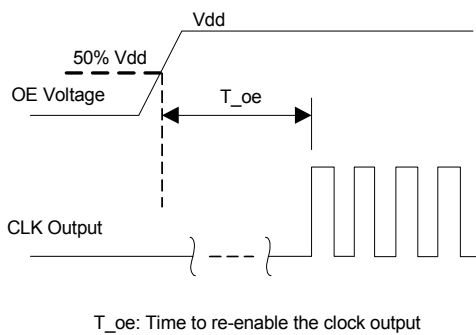 Vdd
50% Vdd
OE Voltage
T_oe
CLK Output
T_oe: Time to re-enable the clock output